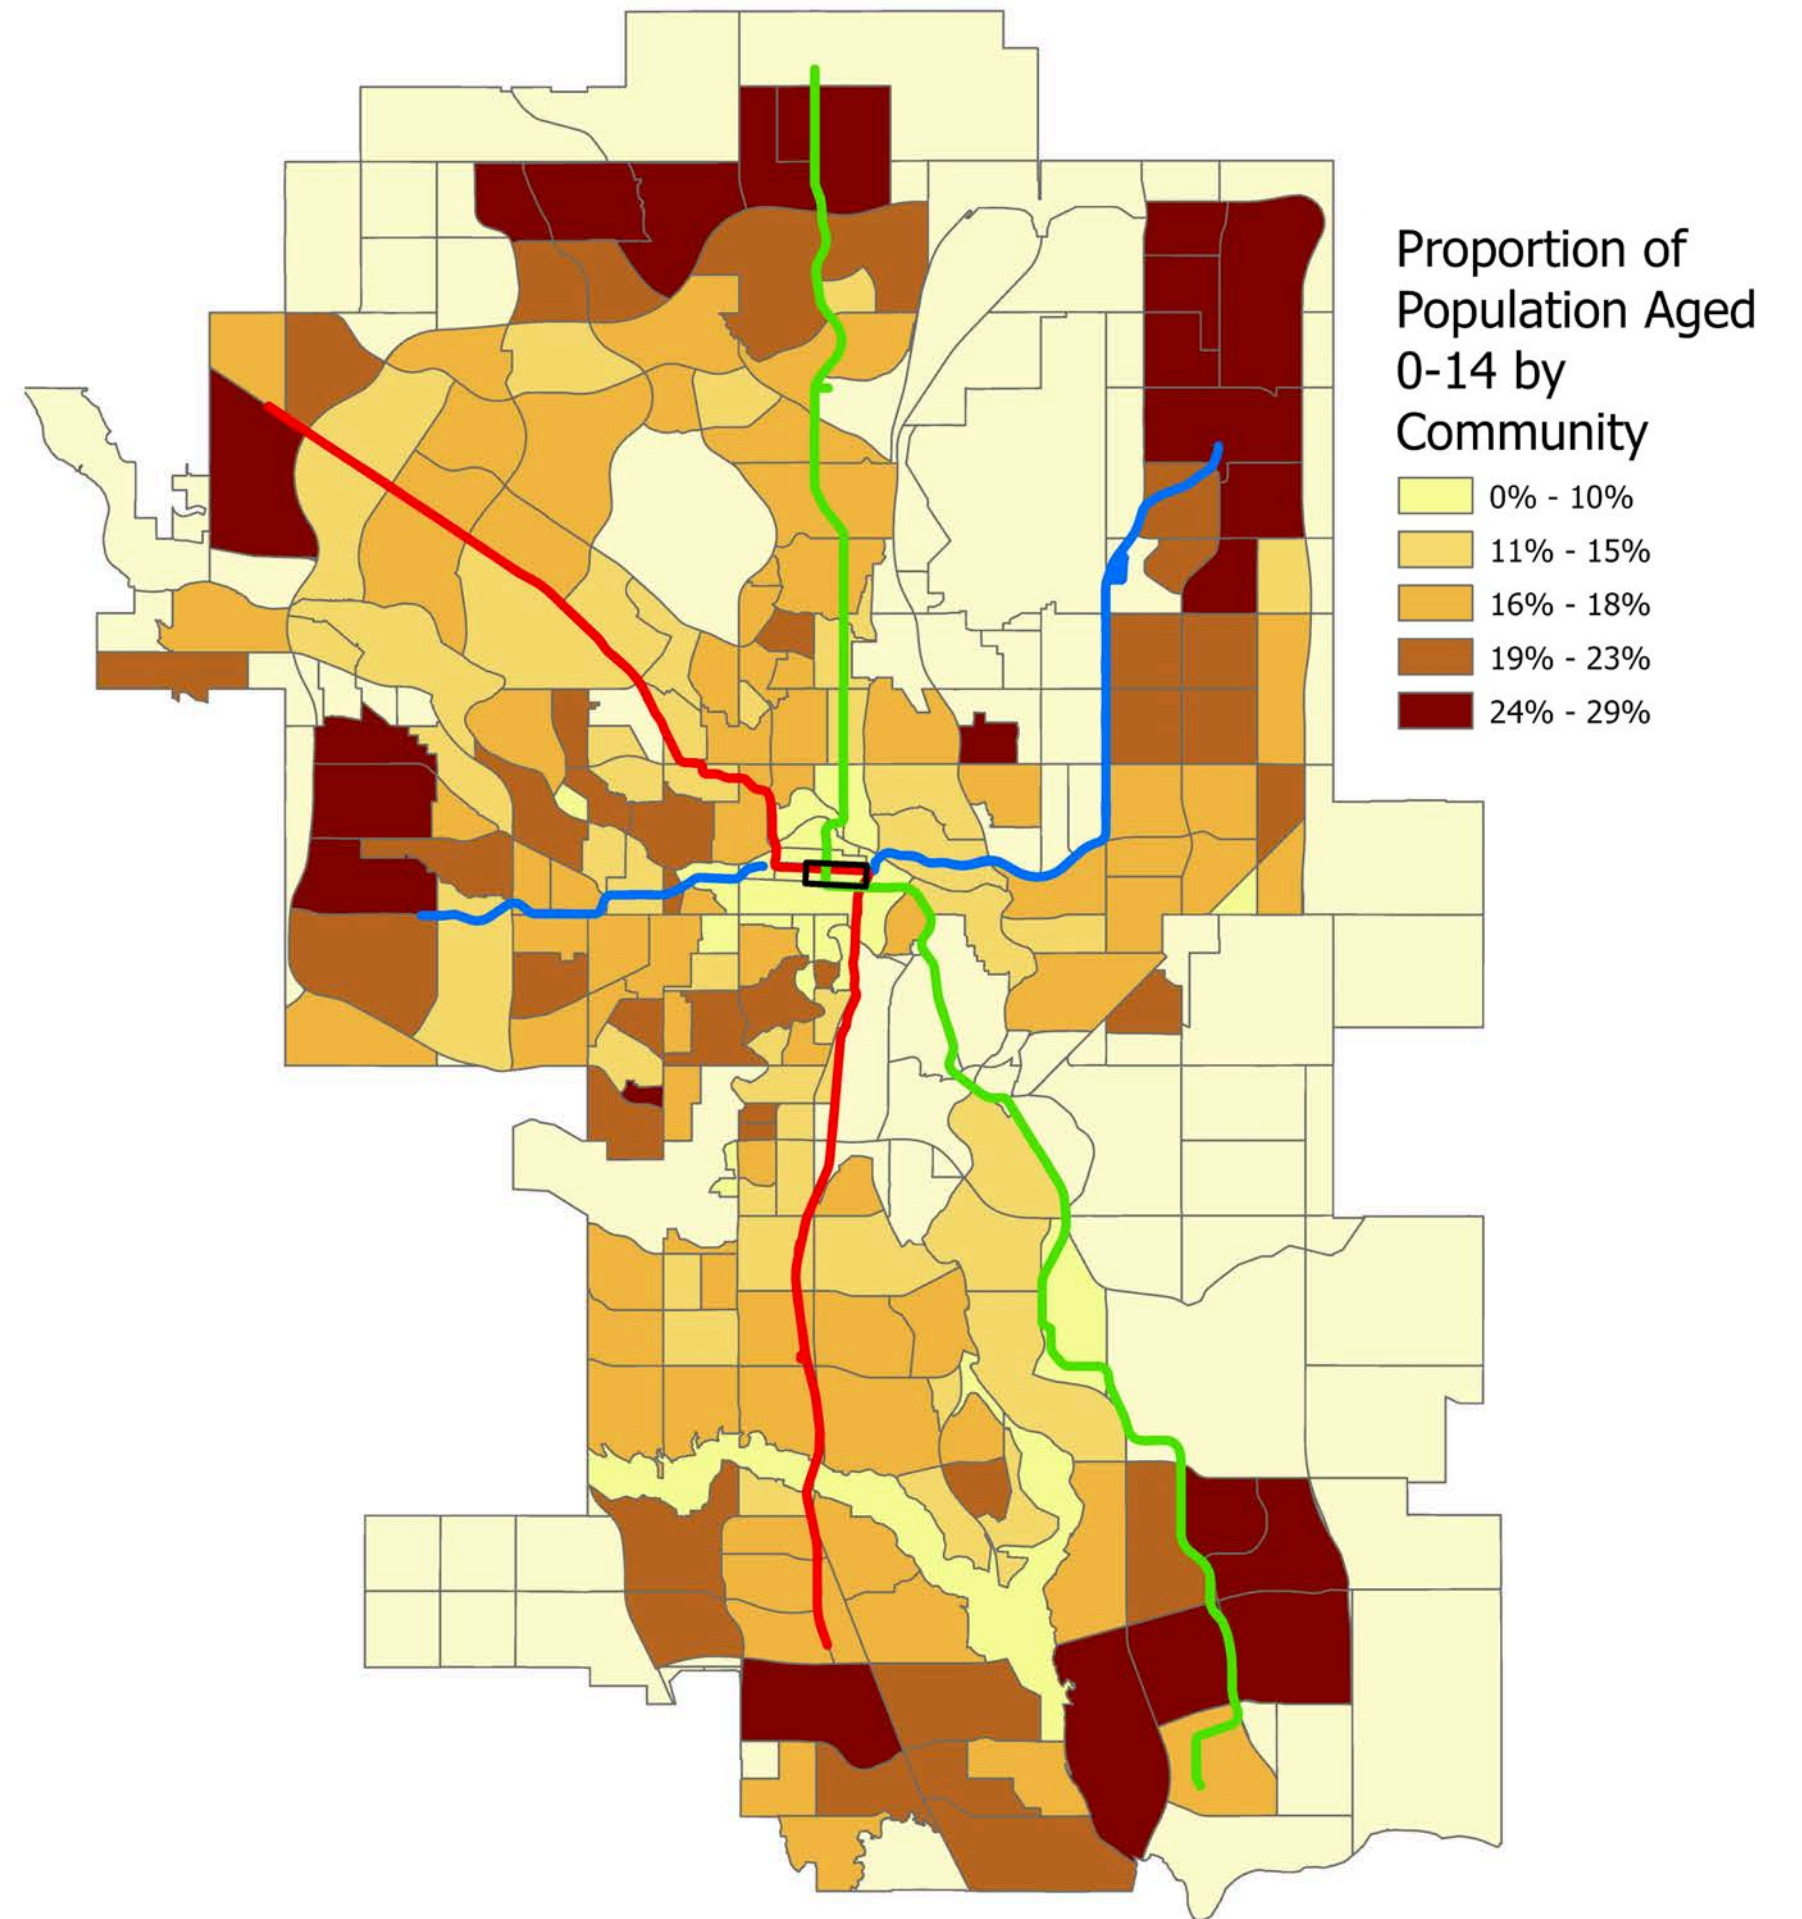 Proportion of
Population Aged
0-14 by
Community
0% - 10%
11% - 15%
16% - 18%
19% - 23%
24% - 29%